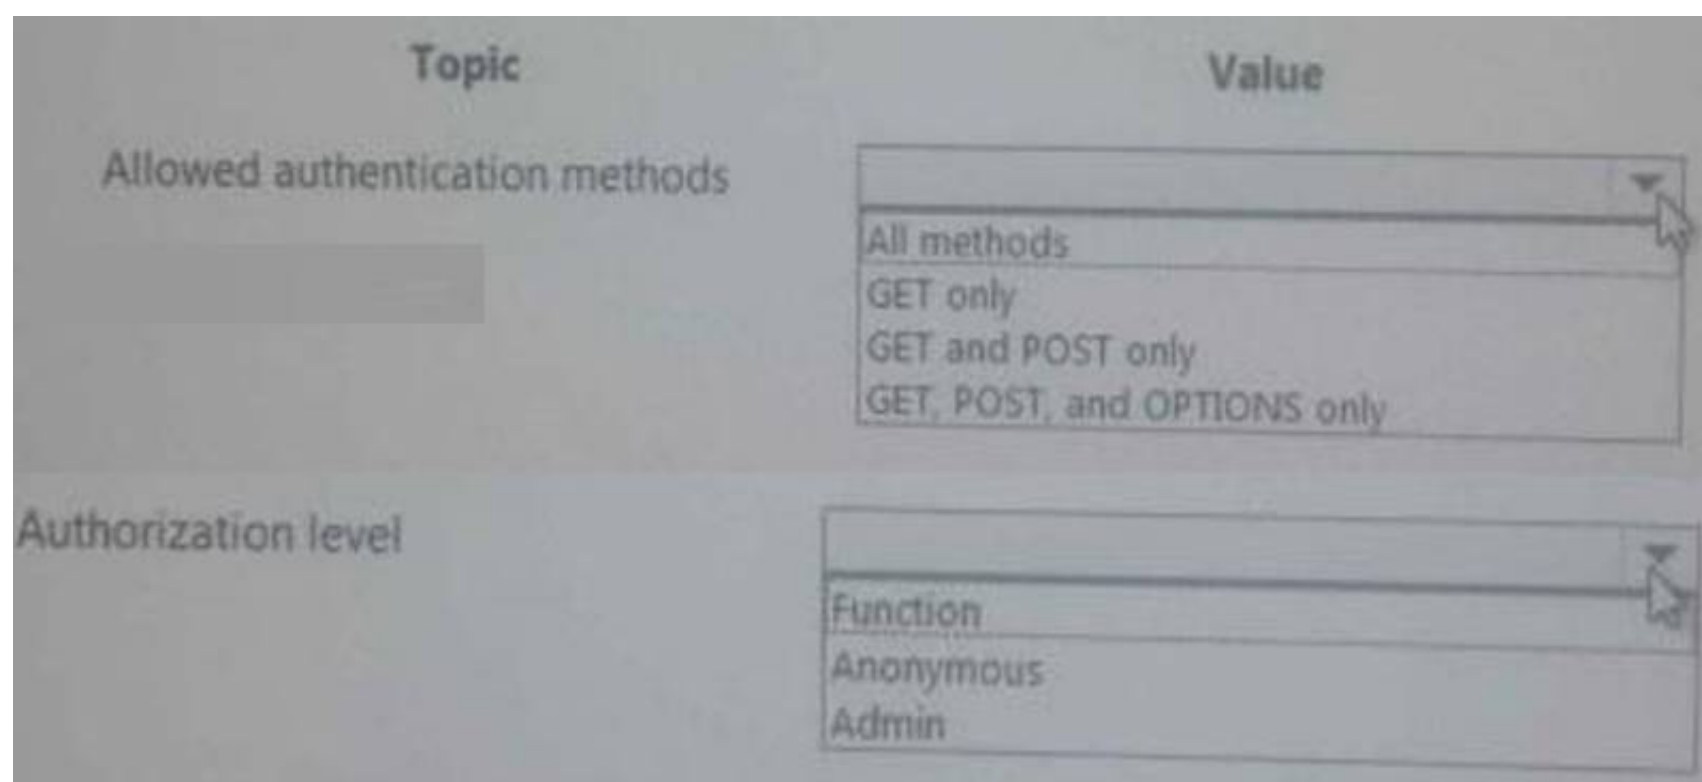 Topic
Value
Allowed authentication methods
All methods
GET only
GET and POST only
GET, POST, and OPTIONS only
Authorization level
Function
Anonymous
Admin